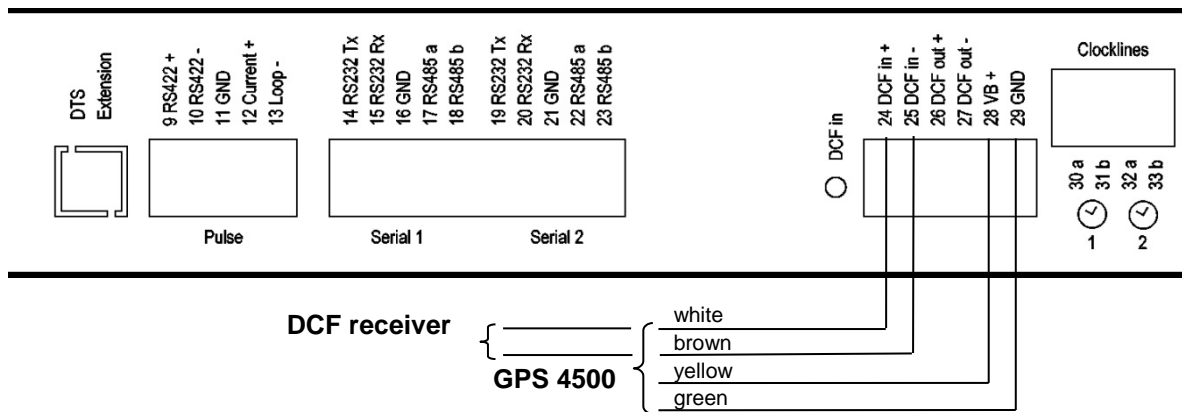 DTS
Extension
9 RS422 +
10 RS422 -
11 GND
12 Current +
13 Loop -
14 RS232 Tx
15 RS232 Rx
16 GND
17 RS485 a
18 RS485 b
19 RS232 Tx
20 RS232 Rx
21 GND
22 RS485 a
23 RS485 b
DCF in
24 DCF in +
25 DCF in -
26 DCF out +
27 DCF out -
28 VB +
29 GND
Clocklines
30 a
31 b
32 a
33 b
1
2
Pulse
Serial 1
Serial 2
DCF receiver
GPS 4500
white
brown
yellow
green